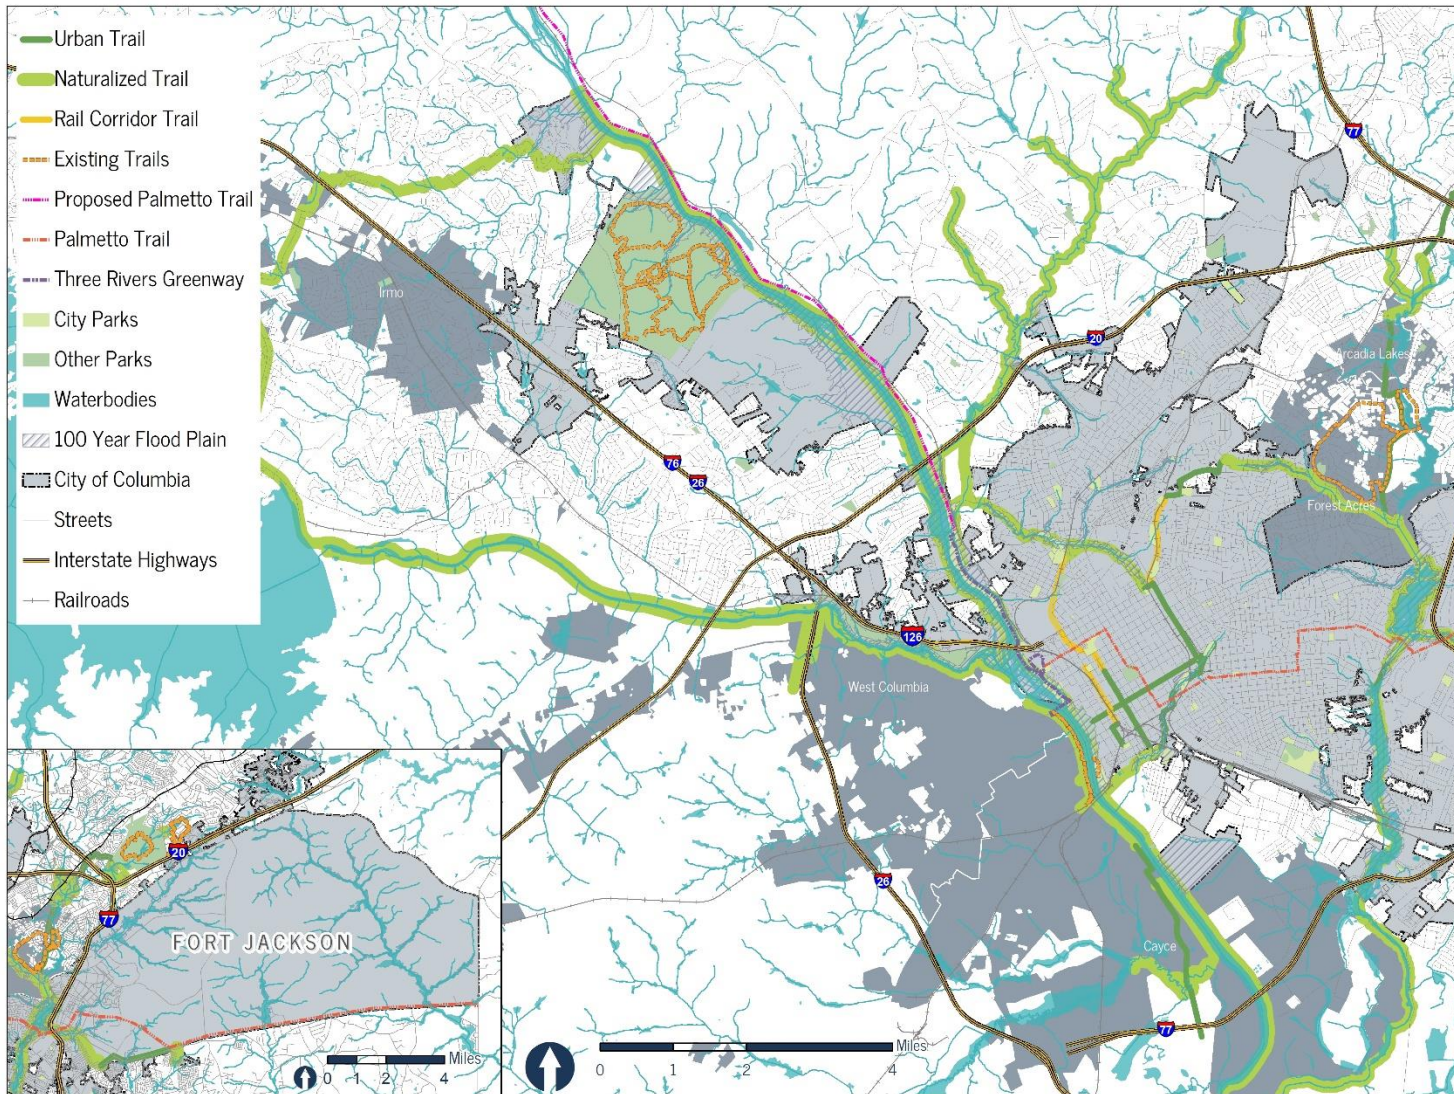 Urban Trail
Naturalized Trail
Rail Corridor Trail
Existing Trails
Proposed Palmetto Trail
Palmetto Trail
Three Rivers Greenway
City Parks
Other Parks
Waterbodies
100 Year Flood Plain
City of Columbia
Streets
Interstate Highways
Railroads
77
Irmo
20
Arcadia Lakes
76
26
Forest Acres
126
West Columbia
26
Cayce
77
Miles
0 1 2 4
20
77
FORT JACKSON
Miles
0 1 2 4